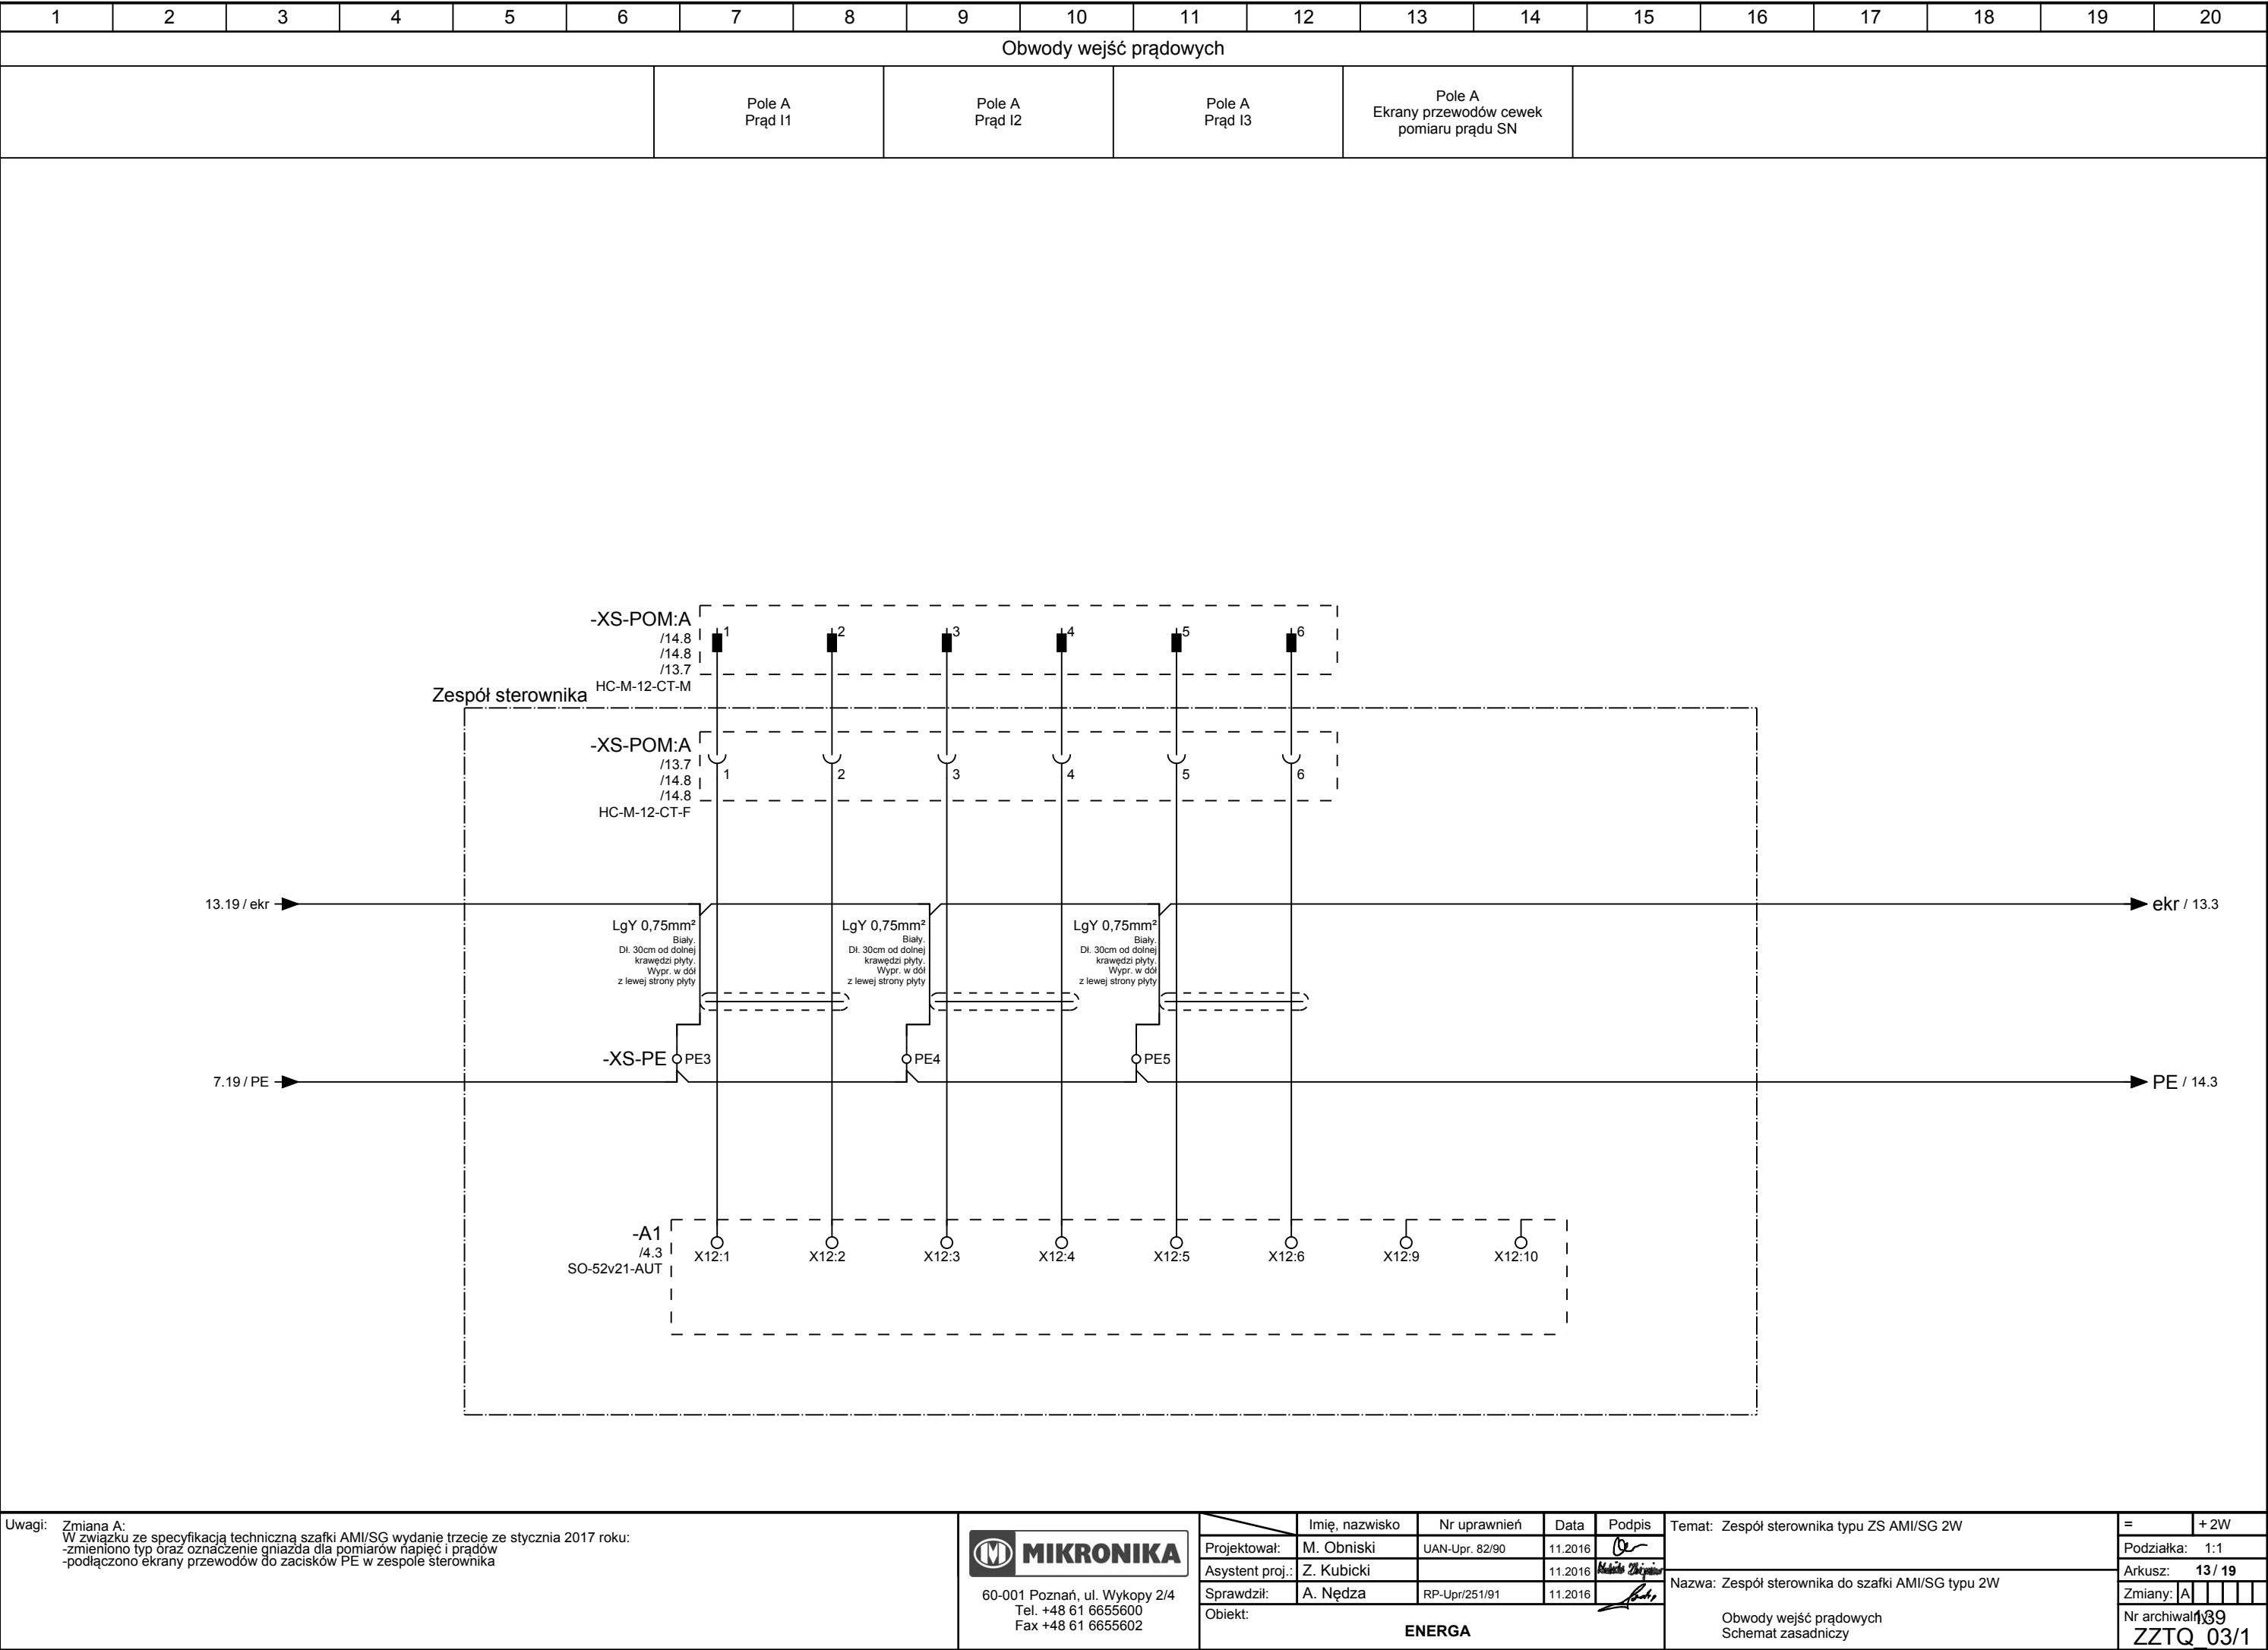 1 2 3 4 5 6 7 8 9 10 11 12 13 14 15 16 17 18 19 20
Obwody wejść prądowych
Pole A
Prąd I1
Pole A
Prąd I2
Pole A
Prąd I3
Pole A
Ekrany przewodów cewek
pomiaru prądu SN
-XS-POM:A
/14.8
/14.8
/13.7
HC-M-12-CT-M
1 2 3 4 5 6
Zespół sterownika
-XS-POM:A
/13.7
/14.8
/14.8
HC-M-12-CT-F
1 2 3 4 5 6
13.19 / ekr
ekr / 13.3
LgY 0,75mm²
Biały.
Dł. 30cm od dolnej
krawędzi płyty.
Wypr. w dół
z lewej strony płyty
LgY 0,75mm²
Biały.
Dł. 30cm od dolnej
krawędzi płyty.
Wypr. w dół
z lewej strony płyty
LgY 0,75mm²
Biały.
Dł. 30cm od dolnej
krawędzi płyty.
Wypr. w dół
z lewej strony płyty
-XS-PE PE3 PE4 PE5
7.19 / PE
PE / 14.3
-A1
/4.3
SO-52v21-AUT
X12:1 X12:2 X12:3 X12:4 X12:5 X12:6 X12:9 X12:10
Uwagi: Zmiana A:
W związku ze specyfikacją techniczną szafki AMI/SG wydanie trzecie ze stycznia 2017 roku:
-zmieniono typ oraz oznaczenie gniazda dla pomiarów napięć i prądów
-podłączono ekrany przewodów do zacisków PE w zespole sterownika
MIKRONIKA
60-001 Poznań, ul. Wykopy 2/4
Tel. +48 61 6655600
Fax +48 61 6655602
Imię, nazwisko Nr uprawnień Data Podpis
Projektował: M. Obniski UAN-Upr. 82/90 11.2016
Asystent proj.: Z. Kubicki 11.2016
Sprawdził: A. Nędza RP-Upr/251/91 11.2016
Obiekt:
ENERGA
Temat: Zespół sterownika typu ZS AMI/SG 2W
Nazwa: Zespół sterownika do szafki AMI/SG typu 2W
Obwody wejść prądowych
Schemat zasadniczy
= + 2W
Podziałka: 1:1
Arkusz: 13 / 19
Zmiany: A
Nr archiwalny: 139
ZZTQ_03/1